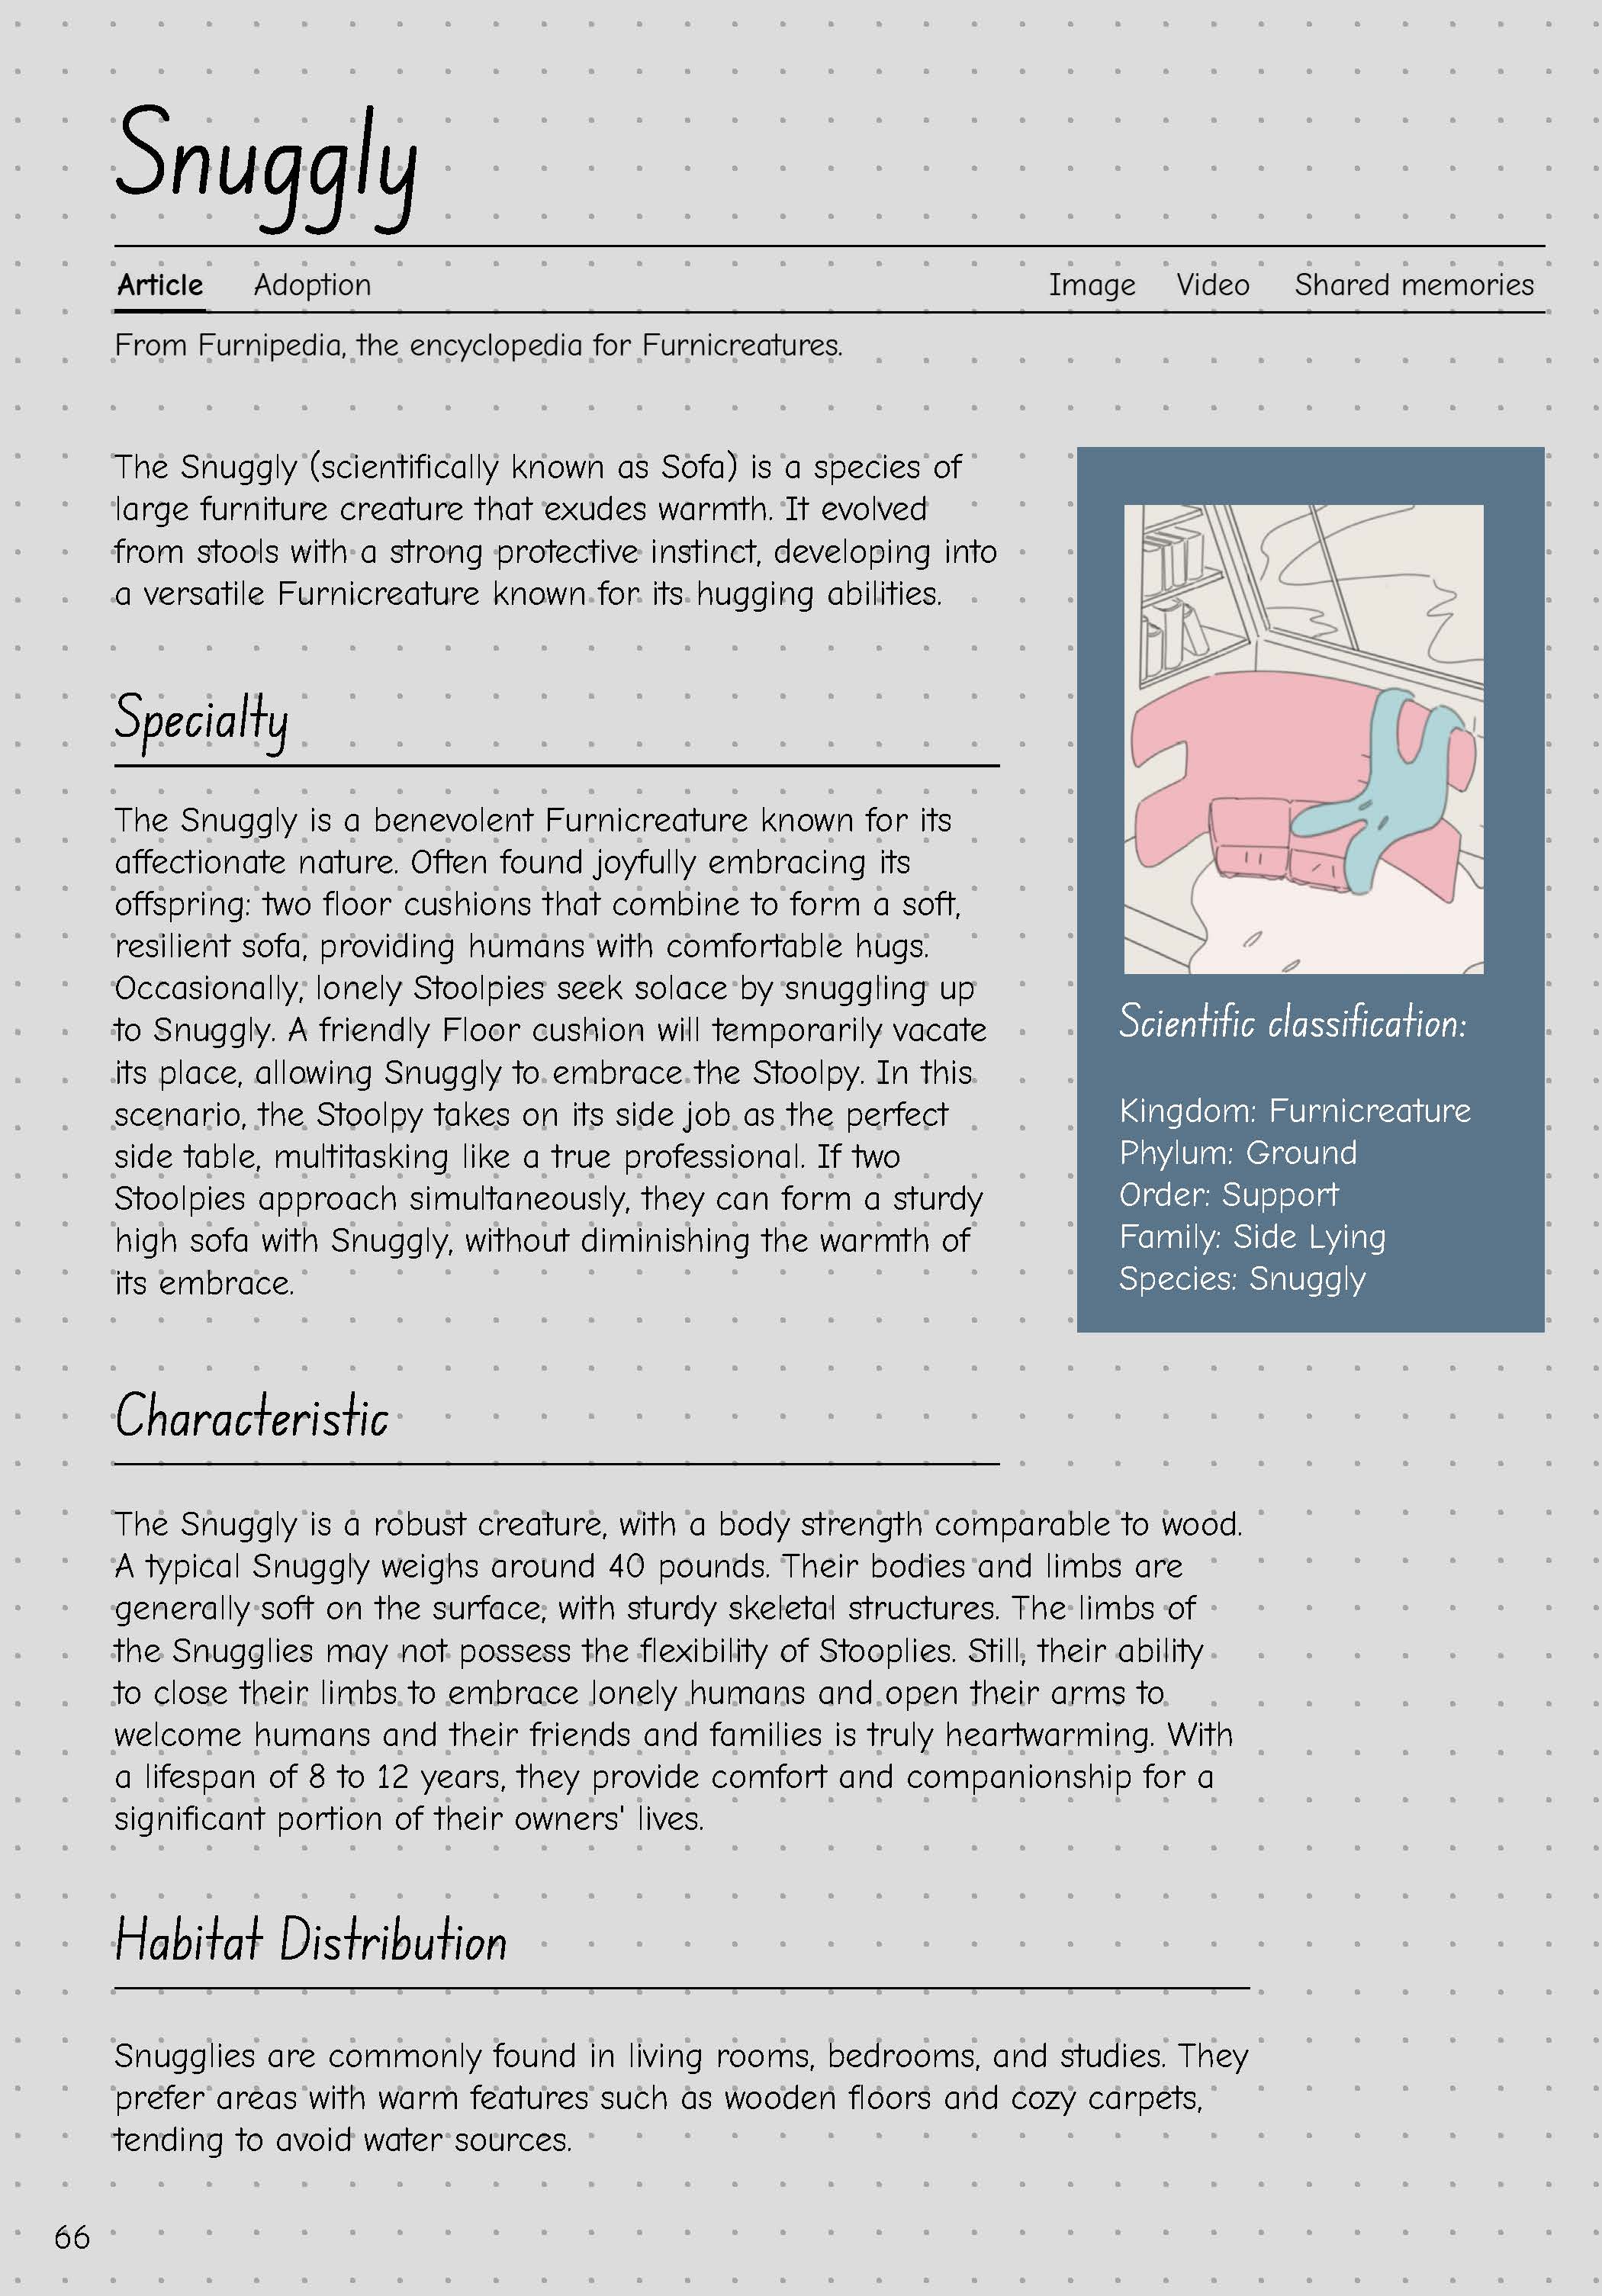 Snuggly
Article Adoption Image Video Shared memories
From Furnipedia, the encyclopedia for Furnicreatures.
The Snuggly (scientifically known as Sofa) is a species of
large furniture creature that exudes warmth. It evolved
from stools with a strong protective instinct, developing into
a versatile Furnicreature known for its hugging abilities.
Specialty
The Snuggly is a benevolent Furnicreature known for its
affectionate nature. Often found joyfully embracing its
offspring: two floor cushions that combine to form a soft,
resilient sofa, providing humans with comfortable hugs.
Occasionally, lonely Stoolpies seek solace by snuggling up
to Snuggly. A friendly Floor cushion will temporarily vacate
its place, allowing Snuggly to embrace the Stoolpy. In this
scenario, the Stoolpy takes on its side job as the perfect
side table, multitasking like a true professional. If two
Stoolpies approach simultaneously, they can form a sturdy
high sofa with Snuggly, without diminishing the warmth of
its embrace.
Scientific classification:
Kingdom: Furnicreature
Phylum: Ground
Order: Support
Family: Side Lying
Species: Snuggly
Characteristic
The Snuggly is a robust creature, with a body strength comparable to wood.
A typical Snuggly weighs around 40 pounds. Their bodies and limbs are
generally soft on the surface, with sturdy skeletal structures. The limbs of
the Snugglies may not possess the flexibility of Stooplies. Still, their ability
to close their limbs to embrace lonely humans and open their arms to
welcome humans and their friends and families is truly heartwarming. With
a lifespan of 8 to 12 years, they provide comfort and companionship for a
significant portion of their owners' lives.
Habitat Distribution
Snugglies are commonly found in living rooms, bedrooms, and studies. They
prefer areas with warm features such as wooden floors and cozy carpets,
tending to avoid water sources.
66